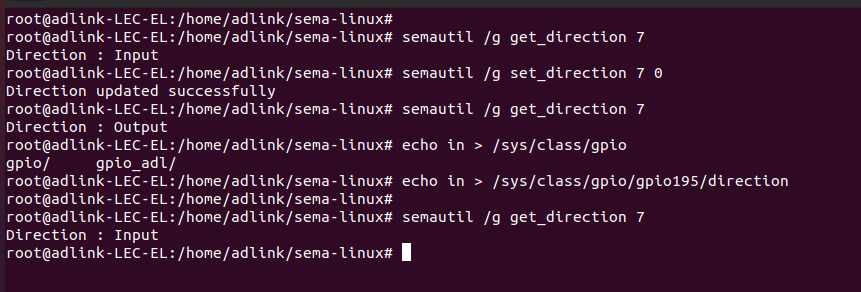 root@adlink-LEC-EL:/home/adlink/sema-linux#
root@adlink-LEC-EL:/home/adlink/sema-linux# semautil /g get_direction 7
Direction : Input
root@adlink-LEC-EL:/home/adlink/sema-linux# semautil /g set_direction 7 0
Direction updated successfully
root@adlink-LEC-EL:/home/adlink/sema-linux# semautil /g get_direction 7
Direction : Output
root@adlink-LEC-EL:/home/adlink/sema-linux# echo in > /sys/class/gpio
gpio/     gpio_adl/
root@adlink-LEC-EL:/home/adlink/sema-linux# echo in > /sys/class/gpio/gpio195/direction
root@adlink-LEC-EL:/home/adlink/sema-linux#
root@adlink-LEC-EL:/home/adlink/sema-linux# semautil /g get_direction 7
Direction : Input
root@adlink-LEC-EL:/home/adlink/sema-linux#